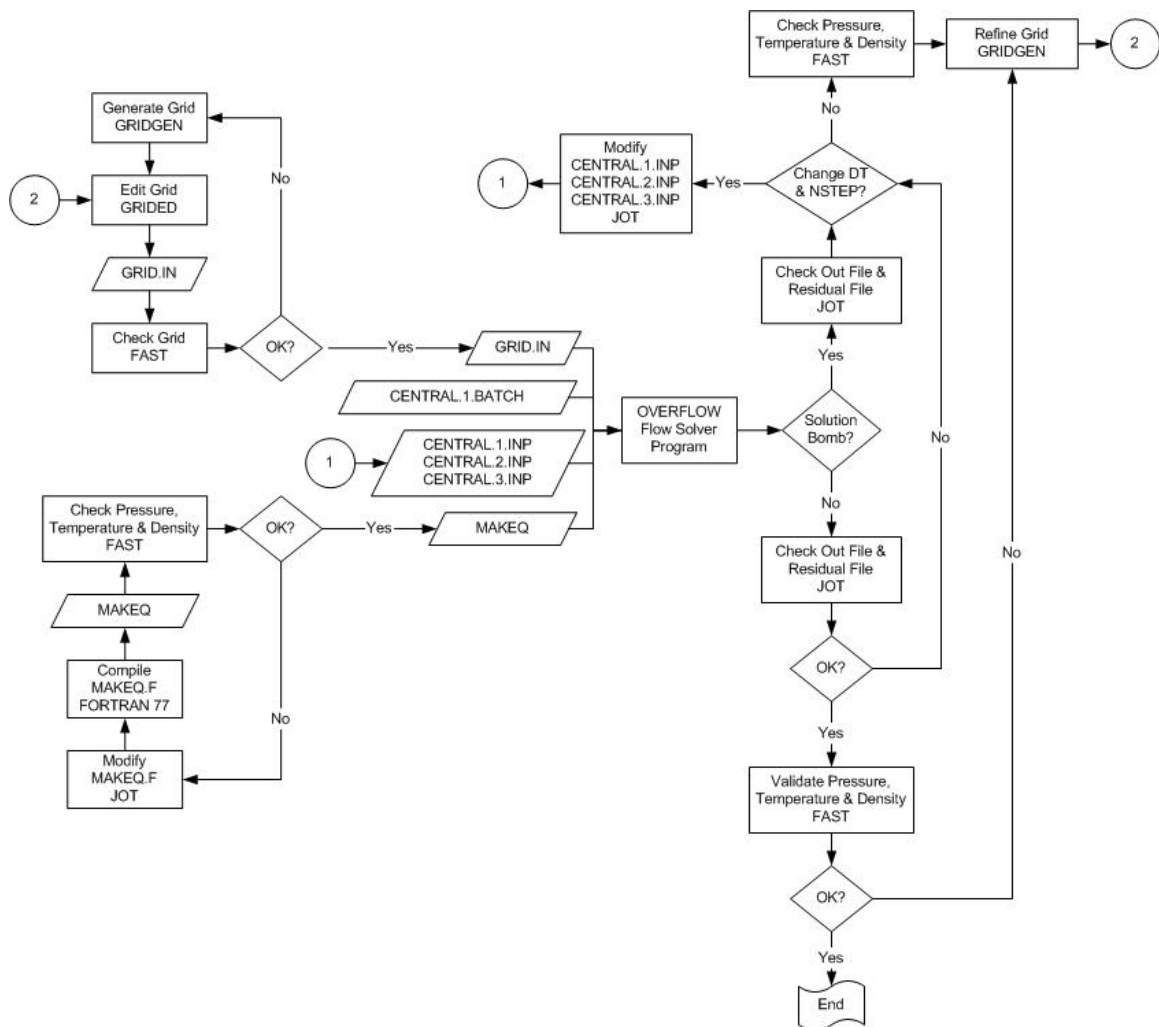 Check Pressure,
Temperature & Density
FAST
Refine Grid
GRIDGEN
2
Generate Grid
GRIDGEN
No
No
Modify
CENTRAL.1.INP
CENTRAL.2.INP
CENTRAL.3.INP
JOT
1
Yes
Change DT
& NSTEP?
2
Edit Grid
GRIDED
GRID.IN
Check Out File &
Residual File
JOT
Check Grid
FAST
OK?
Yes
GRID.IN
Yes
CENTRAL.1.BATCH
OVERFLOW
Flow Solver
Program
Solution
Bomb?
No
1
CENTRAL.1.INP
CENTRAL.2.INP
CENTRAL.3.INP
No
Check Pressure,
Temperature & Density
FAST
OK?
Yes
MAKEQ
No
Check Out File &
Residual File
JOT
MAKEQ
Compile
MAKEQ.F
FORTRAN 77
No
OK?
Yes
Modify
MAKEQ.F
JOT
Validate Pressure,
Temperature & Density
FAST
OK?
Yes
End